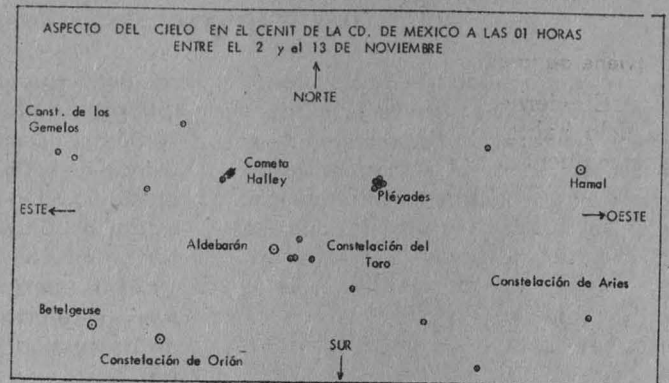 ASPECTO DEL CIELO EN EL CENIT DE LA CD. DE MEXICO A LAS 01 HORAS
ENTRE EL 2 y el 13 DE NOVIEMBRE
NORTE
Const. de los
Gemelos
Cometa
Halley
Pléyades
Hamal
ESTE
OESTE
Aldebarán
Constelación del
Toro
Constelación de Aries
Betelgeuse
Constelación de Orión
SUR